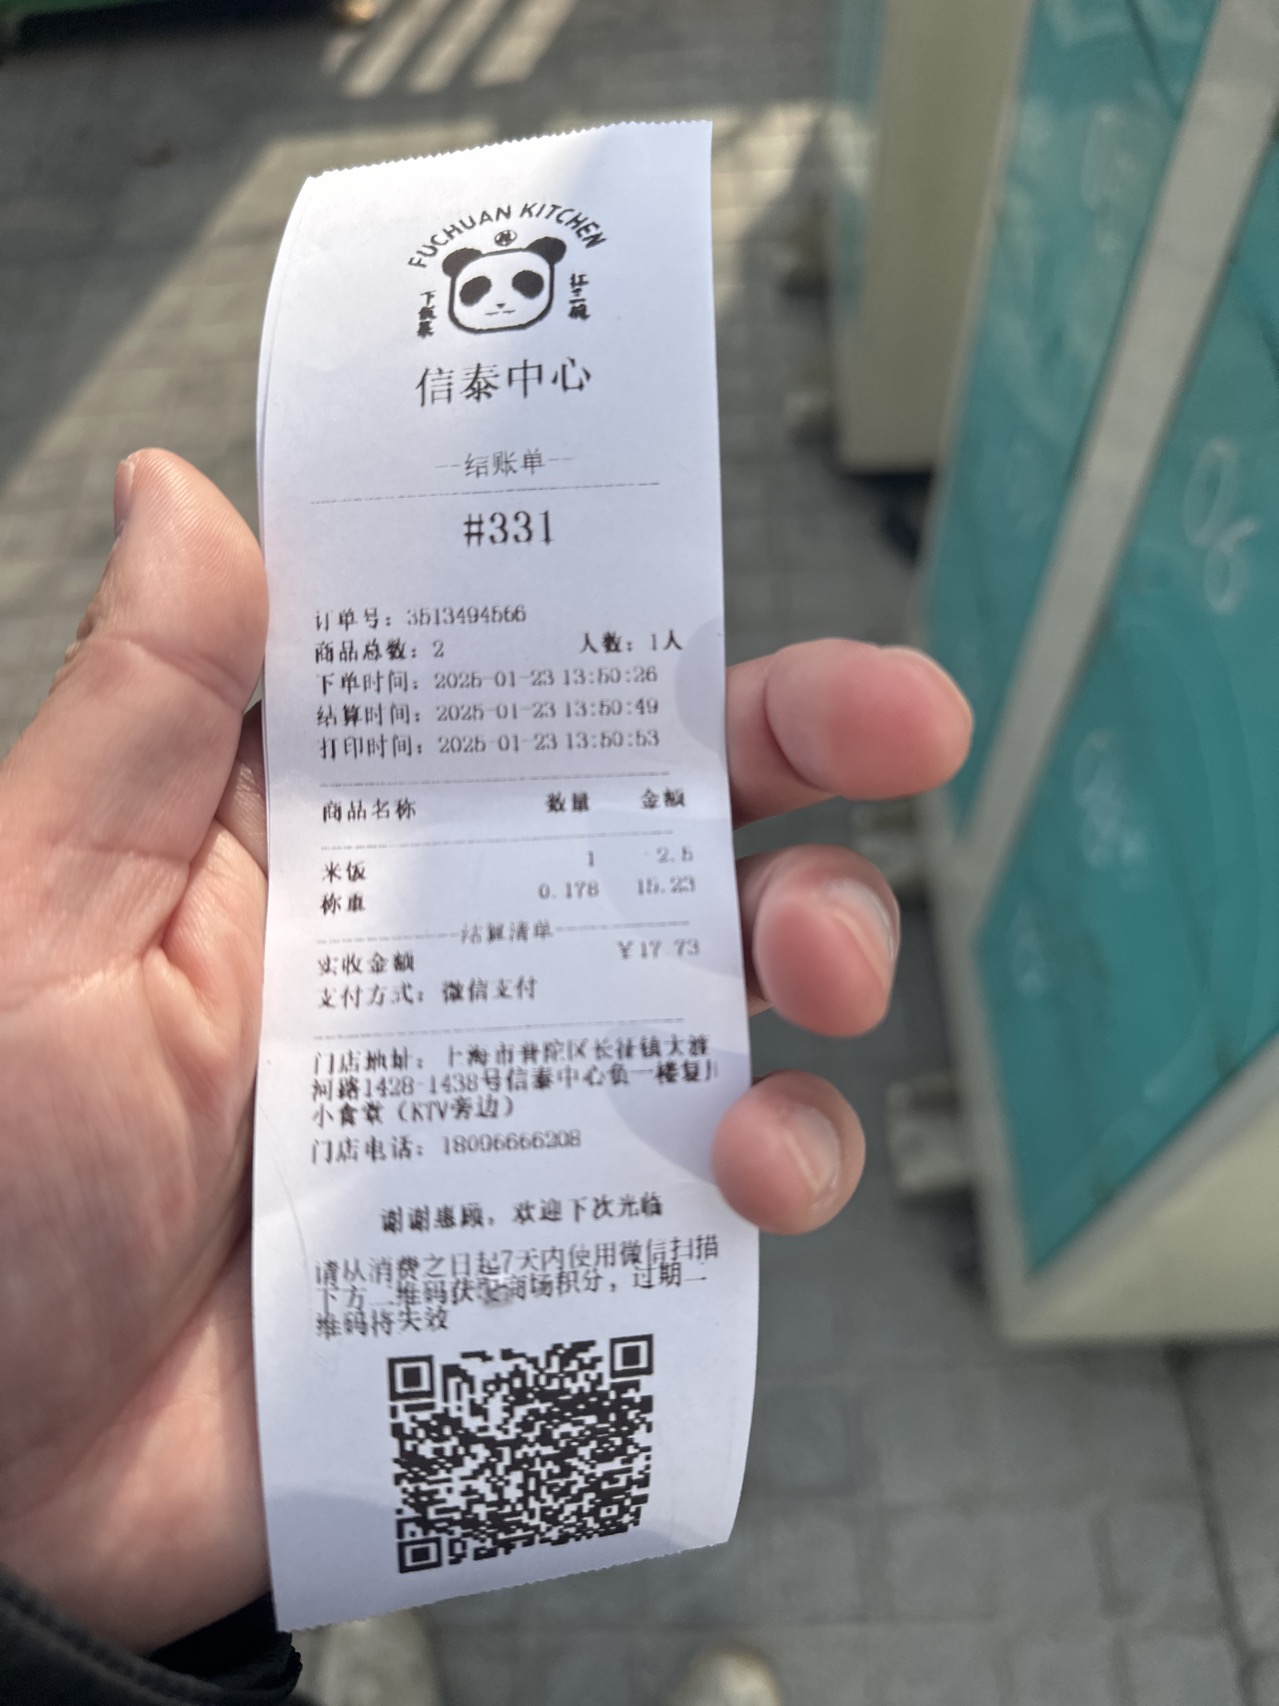 FUCHUAN KITCHEN
下飯菜
江三碗
信泰中心
--结账单--
#331
订单号：3513494566
商品总数：2 人数：1人
下单时间：2025-01-23 13:50:26
结算时间：2025-01-23 13:50:49
打印时间：2025-01-23 13:50:53
商品名称 数量 金额
米饭 1 2.5
称重 0.178 15.23
结算清单
实收金额 ￥17.73
支付方式：微信支付
门店地址：上海市普陀区长征镇大渡
河路1428-1438号信泰中心负一楼复川
小食堂（KTV旁边）
门店电话：18096666208
谢谢惠顾，欢迎下次光临
请从消费之日起7天内使用微信扫描
下方二维码获取商场积分，过期二
维码将失效
06